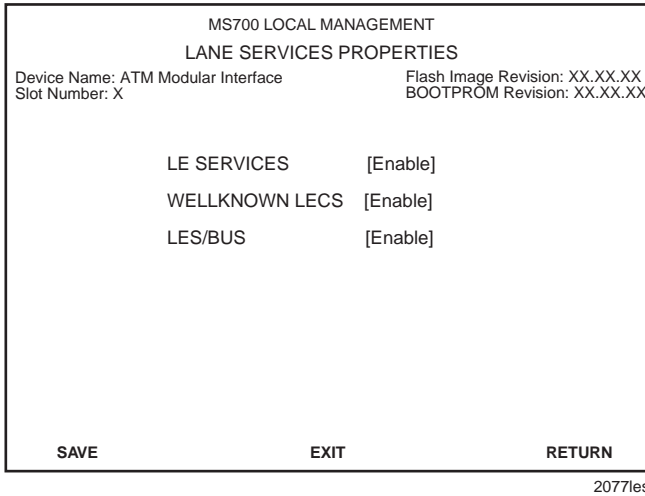 MS700 LOCAL MANAGEMENT
LANE SERVICES PROPERTIES
Device Name: ATM Modular Interface Flash Image Revision: XX.XX.XX
Slot Number: X BOOTPROM Revision: XX.XX.XX
LE SERVICES [Enable]
WELLKNOWN LECS [Enable]
LES/BUS [Enable]
SAVE EXIT RETURN
2077les